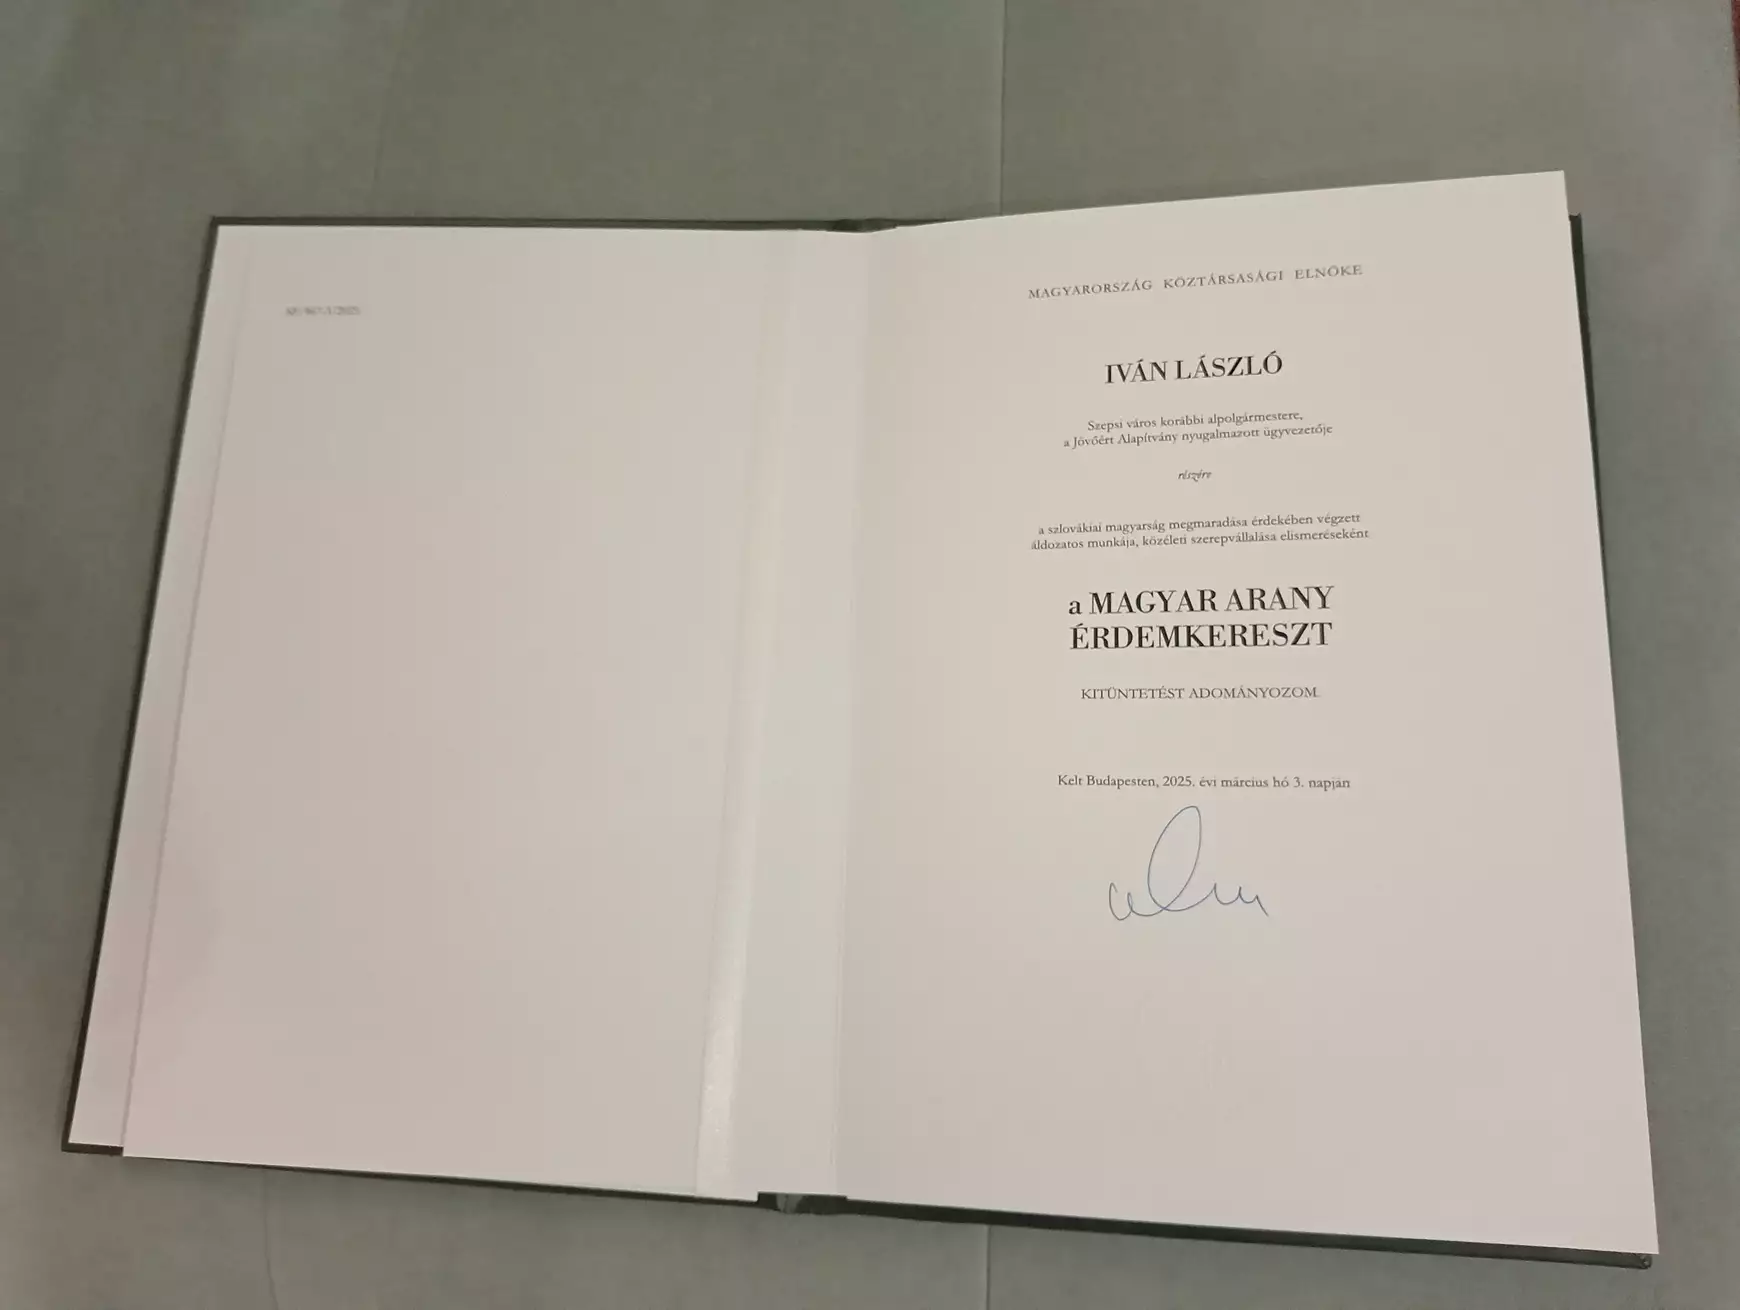 MAGYARORSZÁG KÖZTÁRSASÁGI ELNÖKE
IVÁN LÁSZLÓ
Szepsi város korábbi alpolgármestere,
a Jövőért Alapítvány nyugalmazott ügyvezetője
részére
a szlovákiai magyarság megmaradása érdekében végzett
áldozatos munkája, közéleti szerepvállalása elismeréseként
a MAGYAR ARANY
ÉRDEMKERESZT
KITÜNTETÉST ADOMÁNYOZOM
Kelt Budapesten, 2025. évi március hó 3. napján